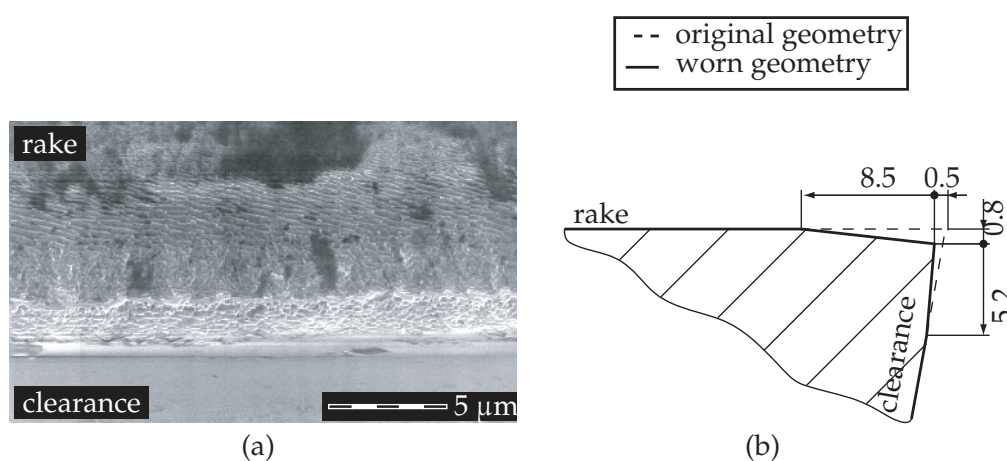 original geometry
worn geometry
rake
clearance
5 µm
(a)
8.5
0.5
0.8
5.2
rake
clearance
(b)